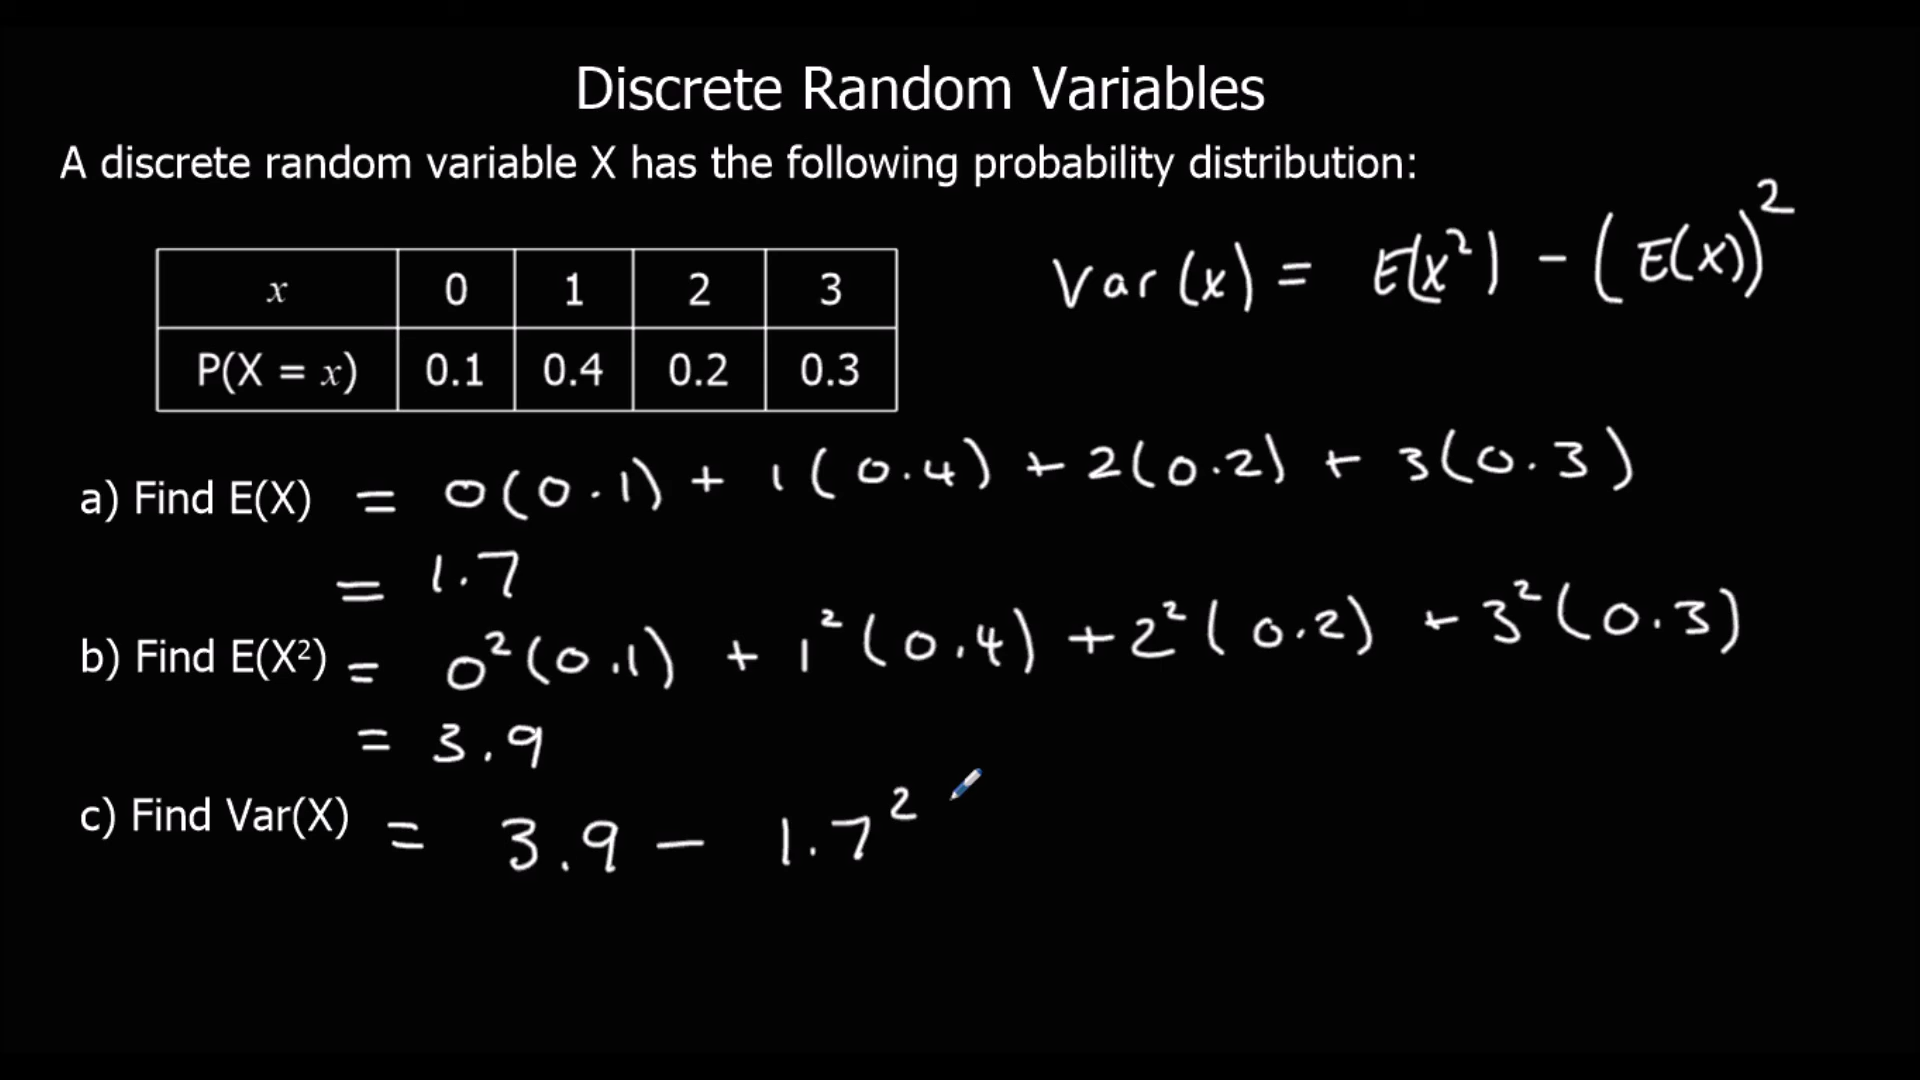 Discrete Random Variables
A discrete random variable X has the following probability distribution:
Var(x) = E(x²) - (E(x))²
x 0 1 2 3
P(X = x) 0.1 0.4 0.2 0.3
a) Find E(X) = 0(0.1) + 1(0.4) + 2(0.2) + 3(0.3)
= 1.7
b) Find E(X²) = 0²(0.1) + 1²(0.4) + 2²(0.2) + 3²(0.3)
= 3.9
c) Find Var(X) = 3.9 - 1.7²